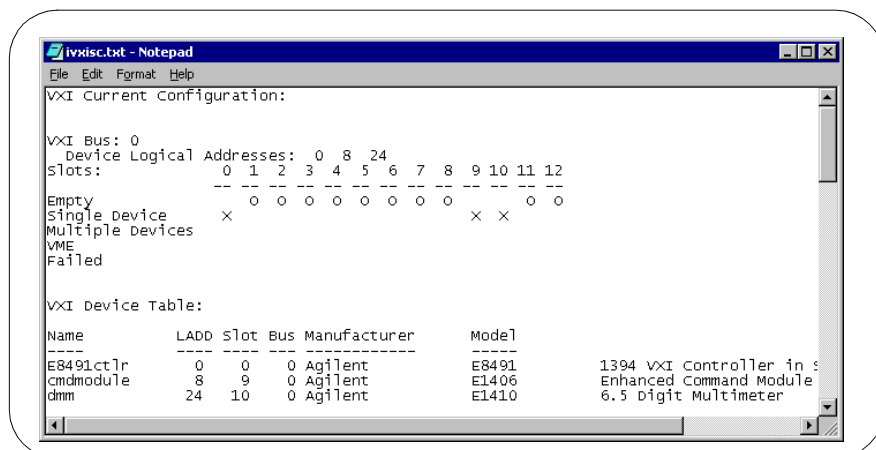 ivxisc.txt - Notepad
File Edit Format Help
VXI Current Configuration:
VXI Bus: 0
Device Logical Addresses: 0 8 24
Slots: 0 1 2 3 4 5 6 7 8 9 10 11 12
-- -- -- -- -- -- -- -- -- -- -- -- --
Empty o o o o o o o o o o
Single Device X X X
Multiple Devices
VME
Failed
VXI Device Table:
Name LADD Slot Bus Manufacturer Model
---- ---- ---- --- ------------ -----
E8491ctlr 0 0 0 Agilent E8491 1394 VXI Controller in
cmdmodule 8 9 0 Agilent E1406 Enhanced Command Module
dmm 24 10 0 Agilent E1410 6.5 Digit Multimeter